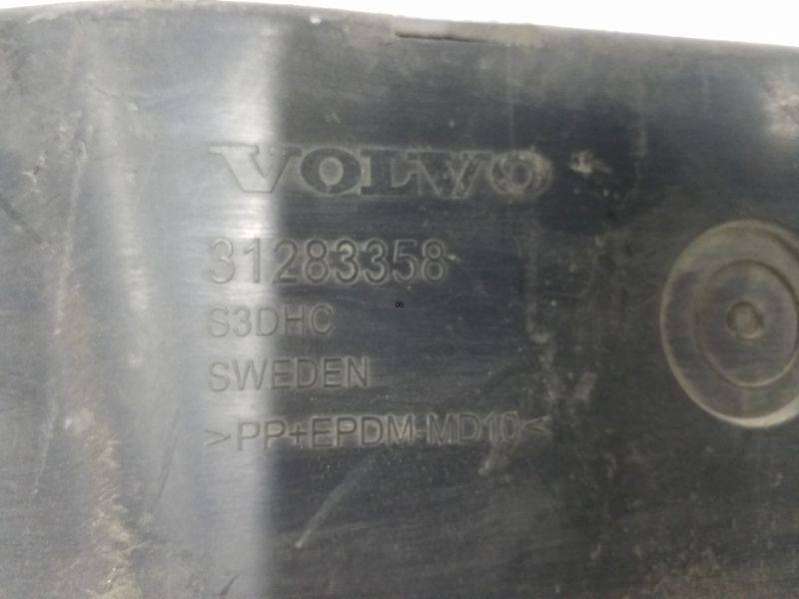 VOLVO
31283358
S3DHC
SWEDEN
>PP+EPDM-MD10<